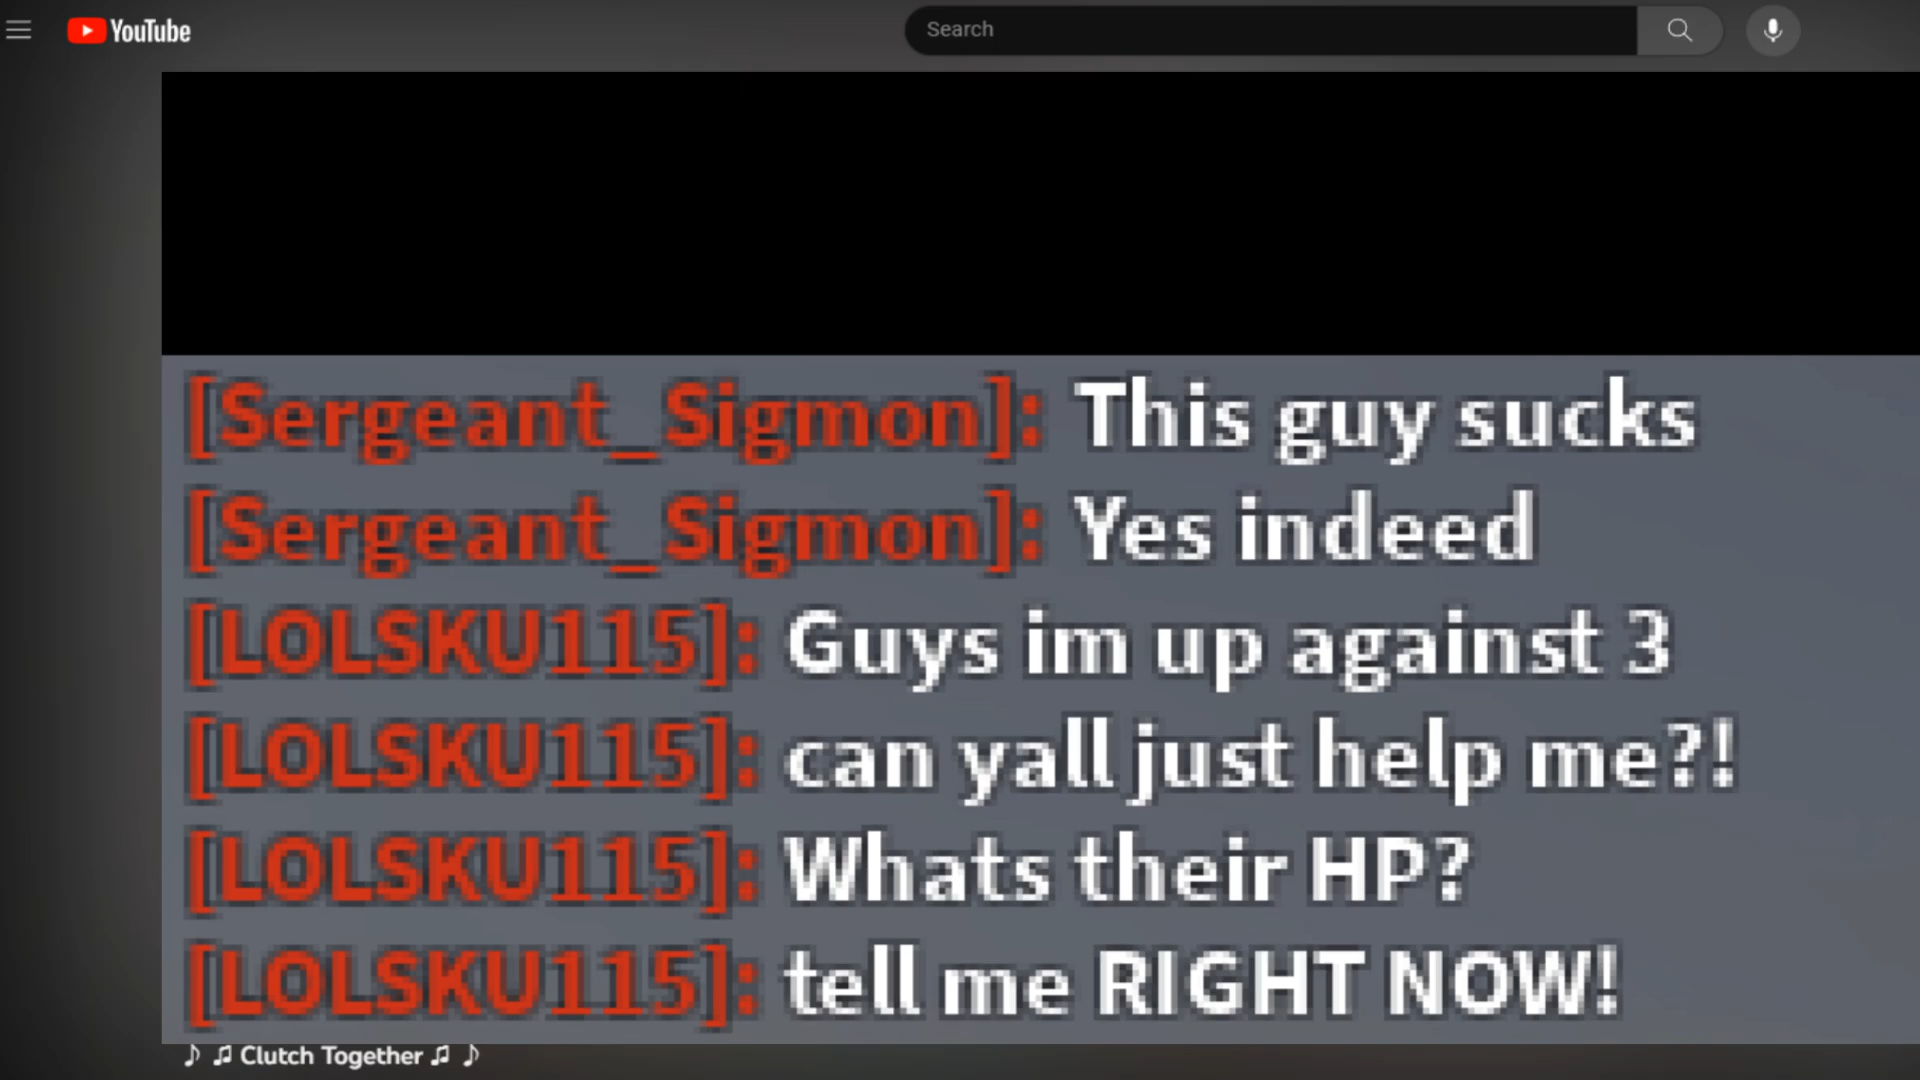 YouTube
Search
[Sergeant_Sigmon]: This guy sucks
[Sergeant_Sigmon]: Yes indeed
[LOLSKU115]: Guys im up against 3
[LOLSKU115]: can yall just help me?!
[LOLSKU115]: Whats their HP?
[LOLSKU115]: tell me RIGHT NOW!
♪ ♫ Clutch Together ♫ ♪